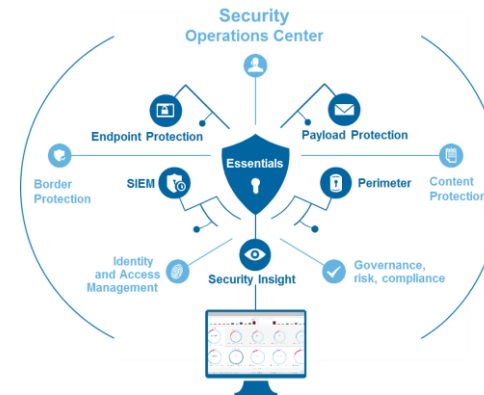 Security
Operations Center
Endpoint Protection
Payload Protection
Essentials
Border
Protection
SIEM
Perimeter
Content
Protection
Identity
and Access
Management
Security Insight
Governance,
risk, compliance